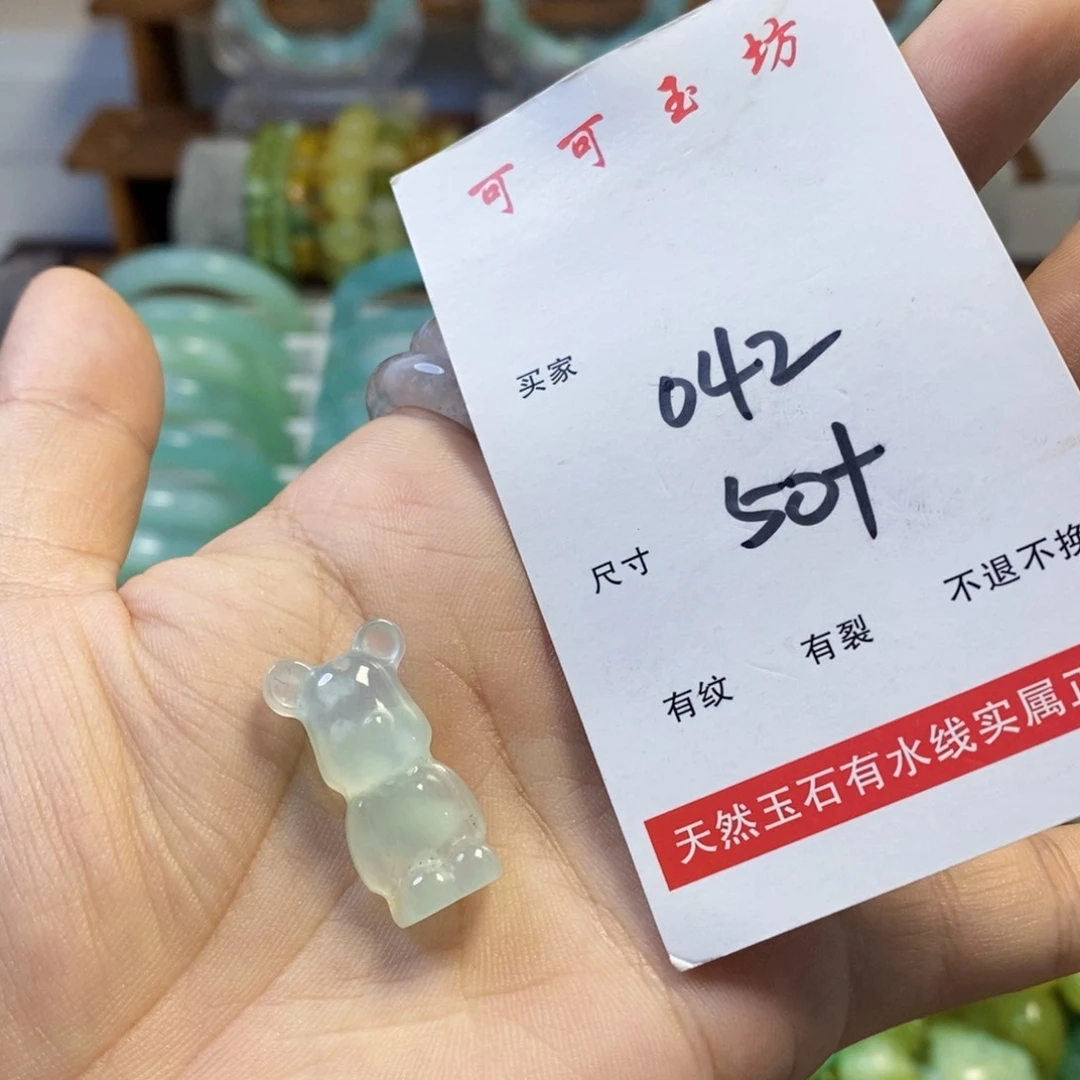 可可玉坊
买家 042
50+
尺寸
有纹 有裂 不退不换
天然玉石有水线实属正